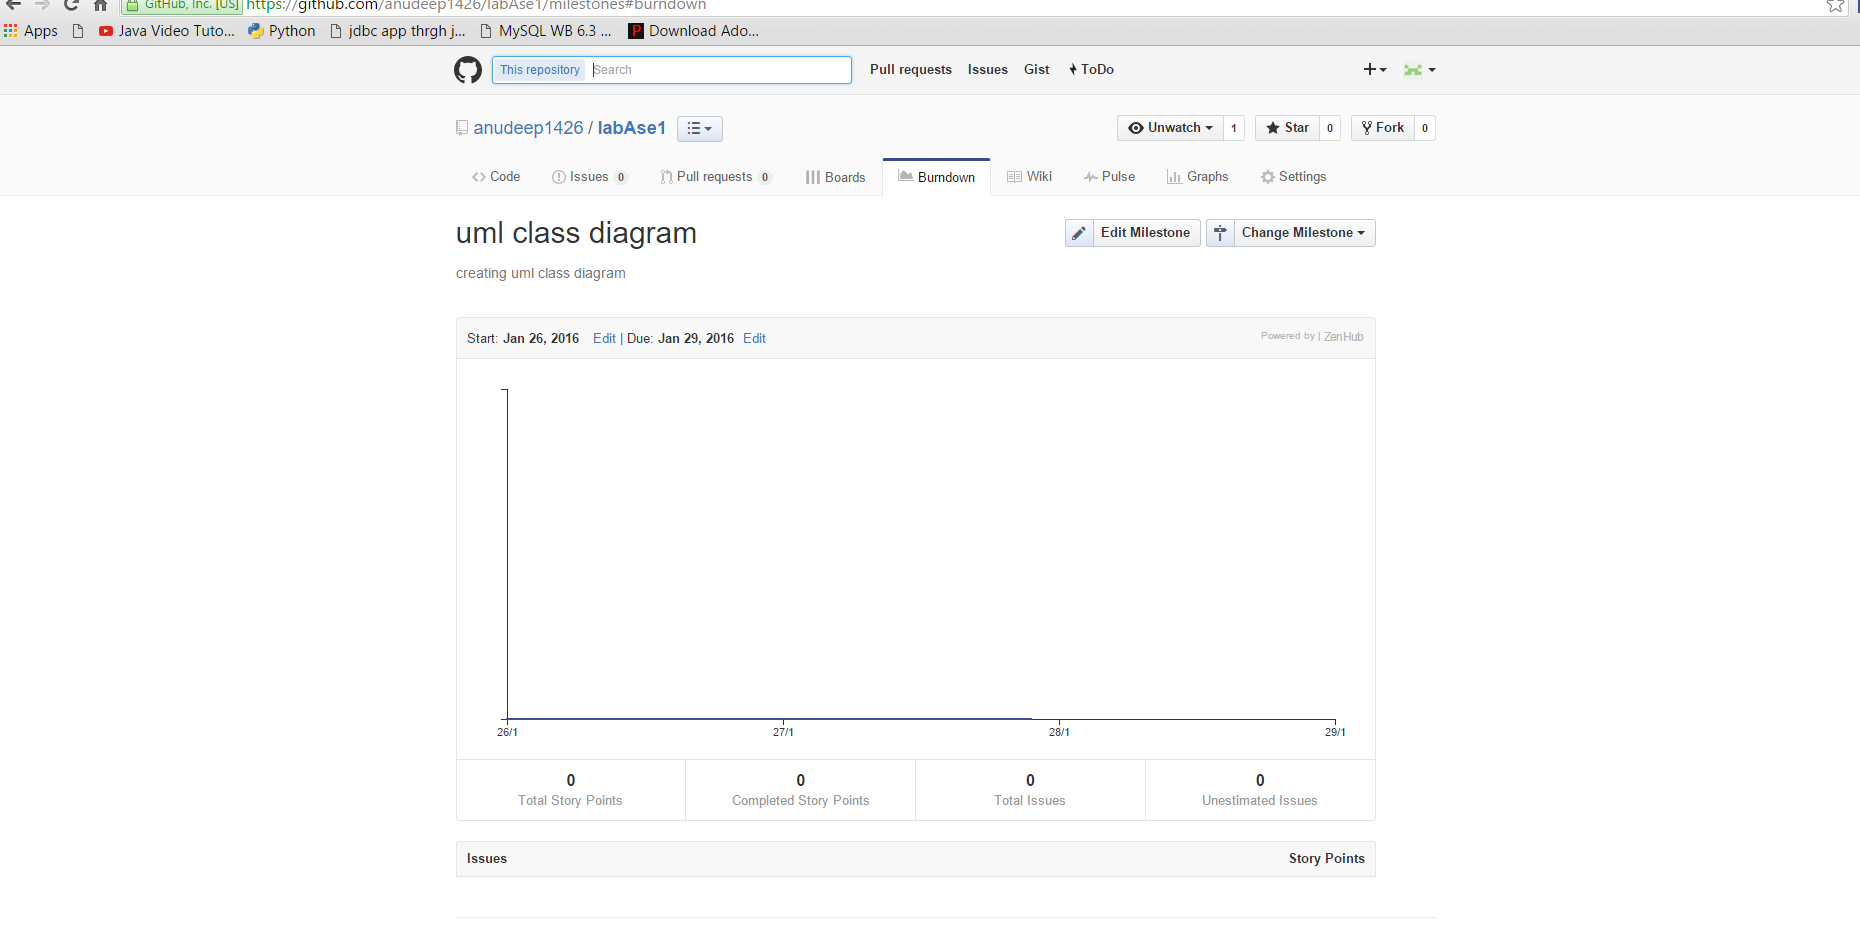 GitHub, Inc. [US] https://github.com/anudeep1426/labAse1/milestones#burndown
Apps Java Video Tuto... Python jdbc app thrgh j... MySQL WB 6.3 ... Download Ado...
This repository Search Pull requests Issues Gist ToDo
anudeep1426 / labAse1 Unwatch 1 Star 0 Fork 0
Code Issues 0 Pull requests 0 Boards Burndown Wiki Pulse Graphs Settings
uml class diagram Edit Milestone Change Milestone
creating uml class diagram
Start: Jan 26, 2016 Edit | Due: Jan 29, 2016 Edit Powered by | ZenHub
26/1 27/1 28/1 29/1
0 0 0 0
Total Story Points Completed Story Points Total Issues Unestimated Issues
Issues Story Points